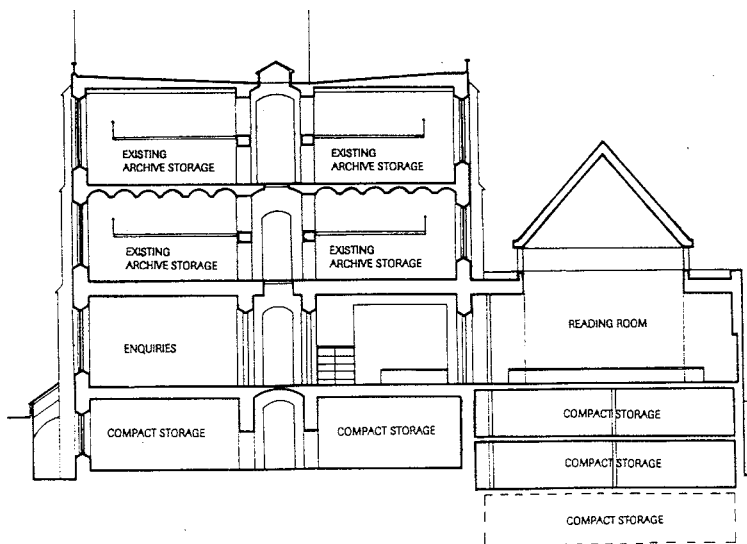 EXISTING
ARCHIVE STORAGE
EXISTING
ARCHIVE STORAGE
EXISTING
ARCHIVE STORAGE
EXISTING
ARCHIVE STORAGE
ENQUIRIES
READING ROOM
COMPACT STORAGE
COMPACT STORAGE
COMPACT STORAGE
COMPACT STORAGE
COMPACT STORAGE